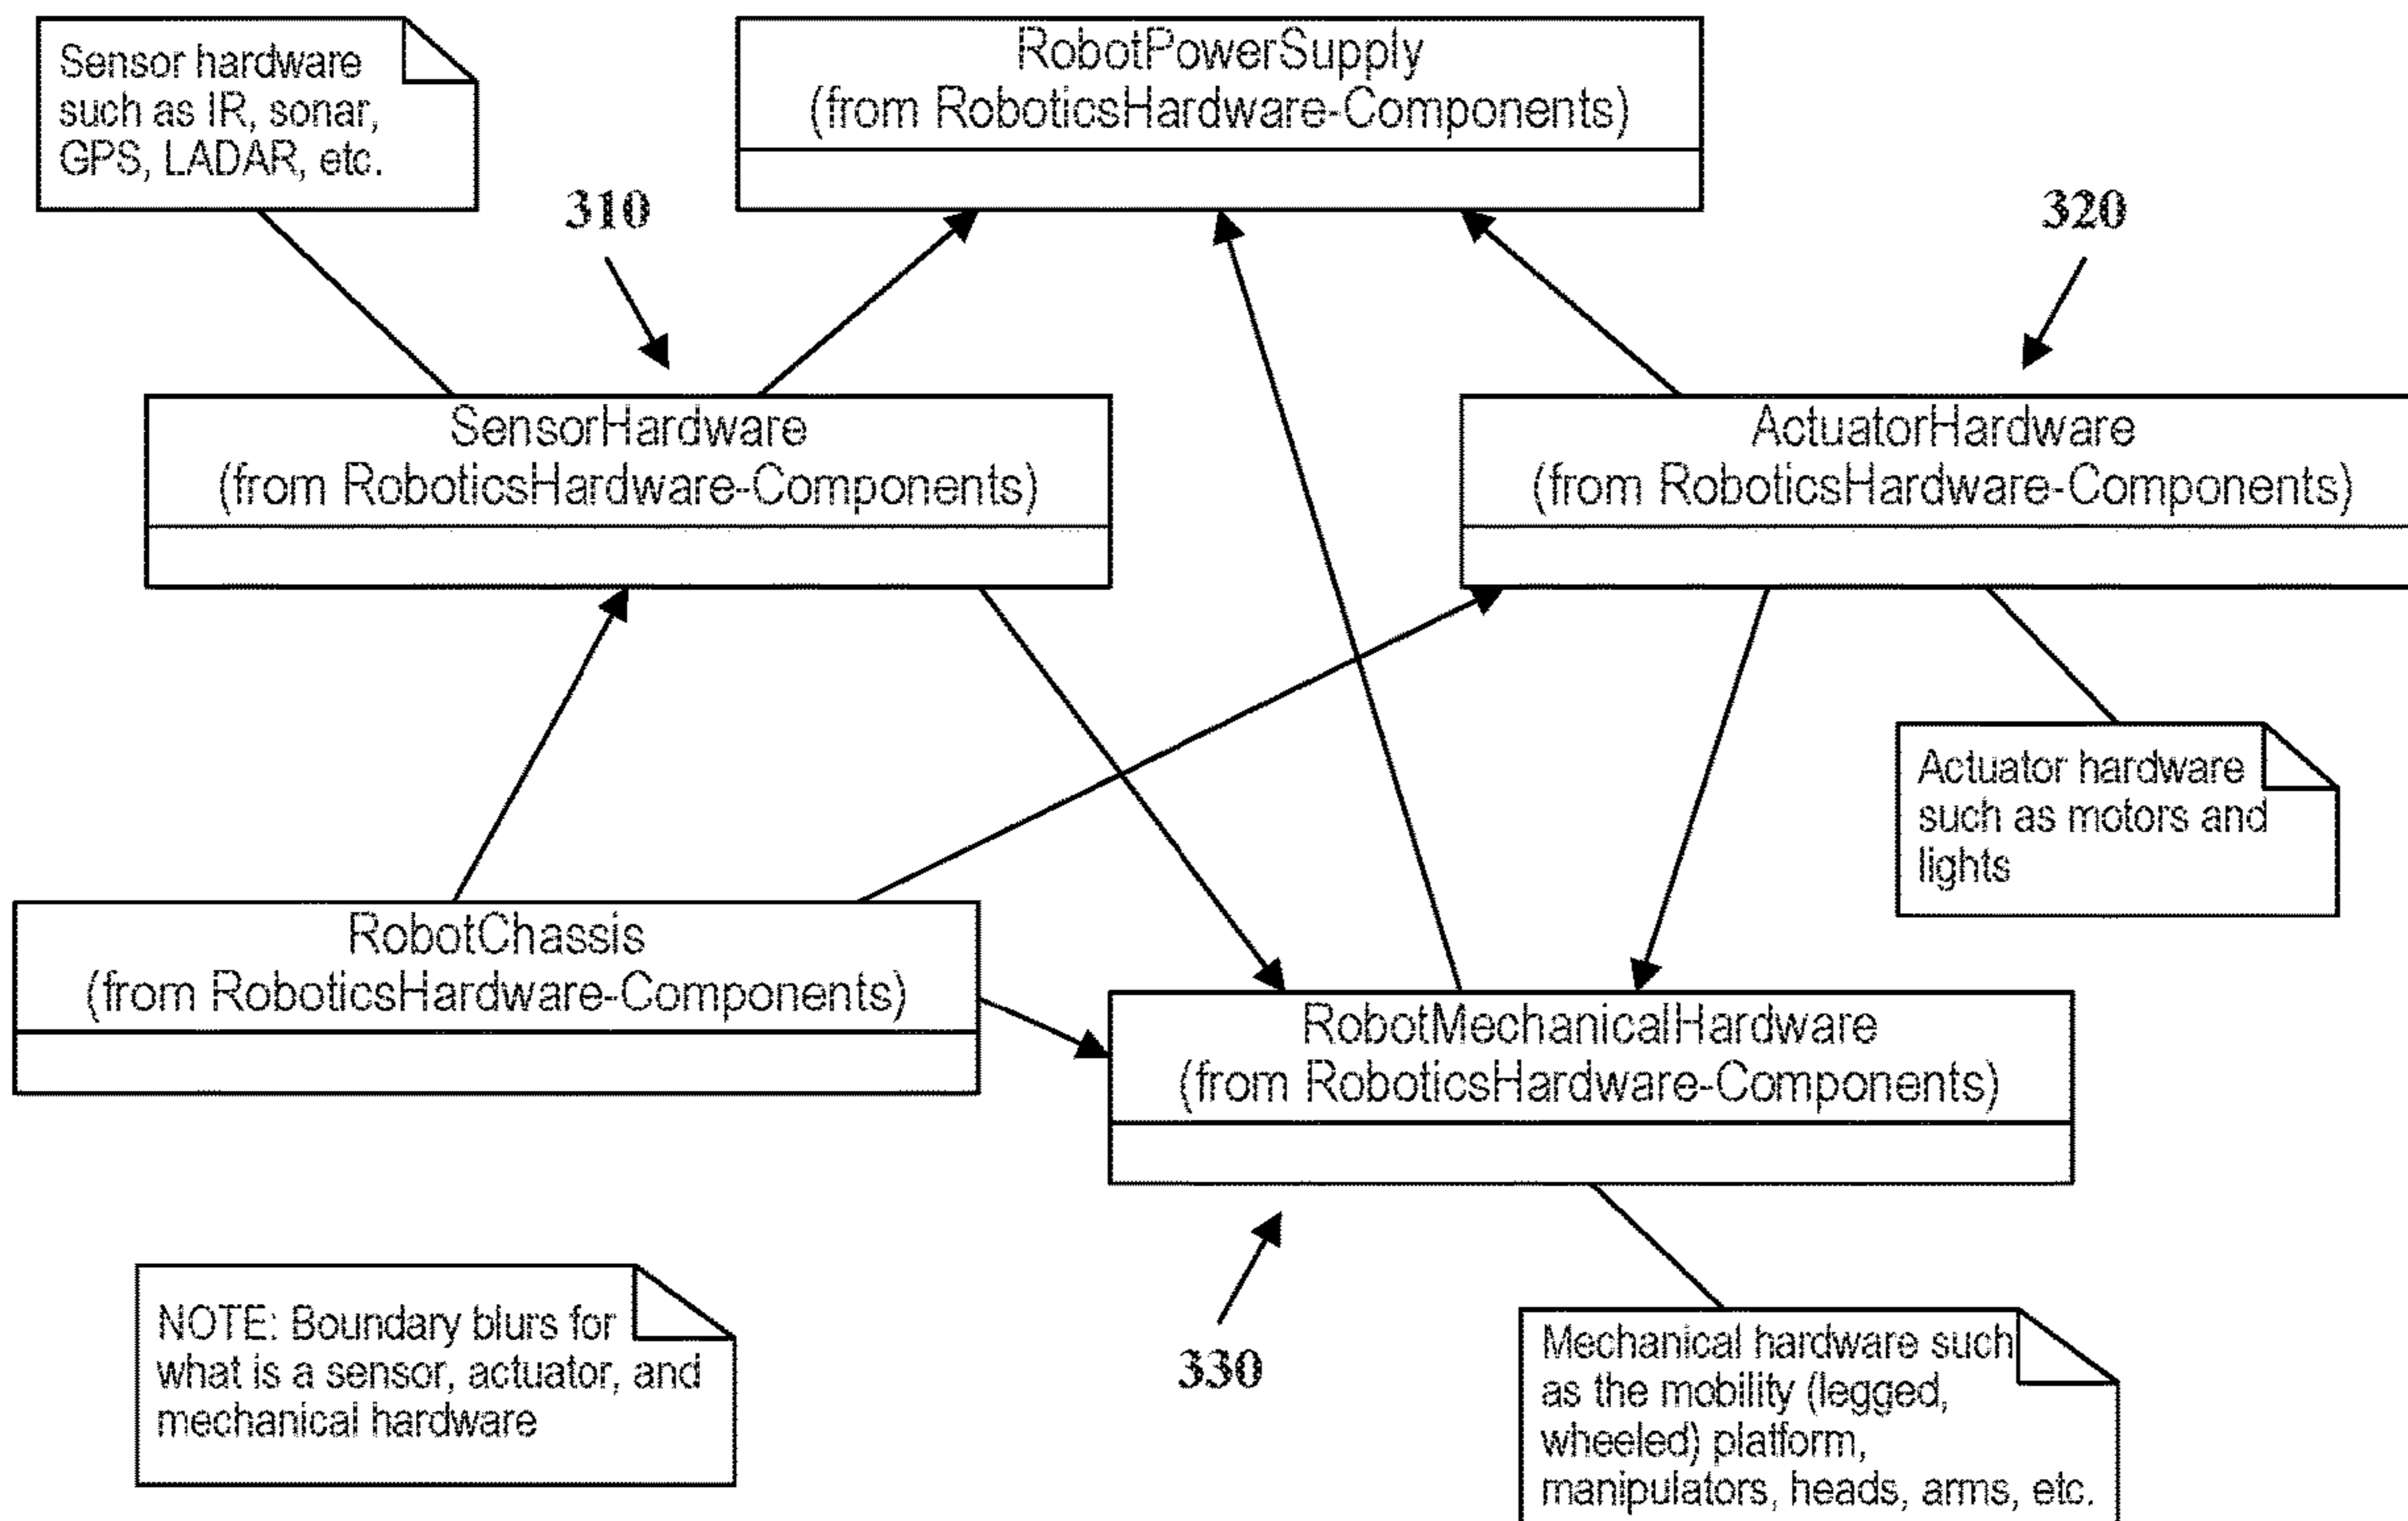 Sensor hardware
such as IR, sonar,
GPS, LADAR, etc.
RobotPowerSupply
(from RoboticsHardware-Components)
310
320
SensorHardware
(from RoboticsHardware-Components)
ActuatorHardware
(from RoboticsHardware-Components)
Actuator hardware
such as motors and
lights
RobotChassis
(from RoboticsHardware-Components)
RobotMechanicalHardware
(from RoboticsHardware-Components)
NOTE: Boundary blurs for
what is a sensor, actuator, and
mechanical hardware
330
Mechanical hardware such
as the mobility (legged,
wheeled) platform,
manipulators, heads, arms, etc.